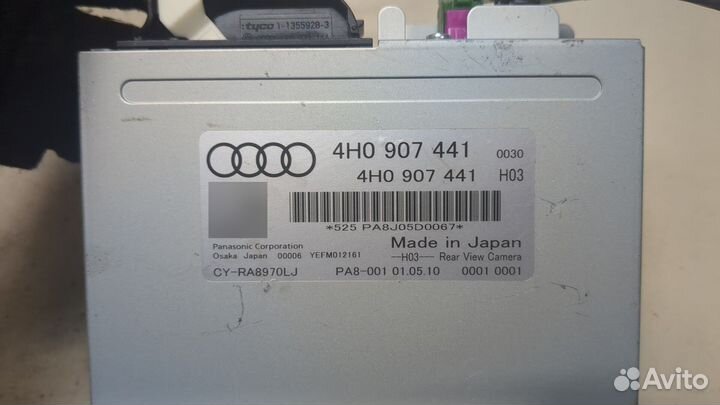 tyco 1-1355928-3
4H0 907 441 0030
4H0 907 441 H03
*525 PA8J05D0067*
Panasonic Corporation
Osaka Japan 00006 YEFM012161
Made in Japan
—H03— Rear View Camera
CY-RA8970LJ PA8-001 01.05.10 0001 0001
Avito